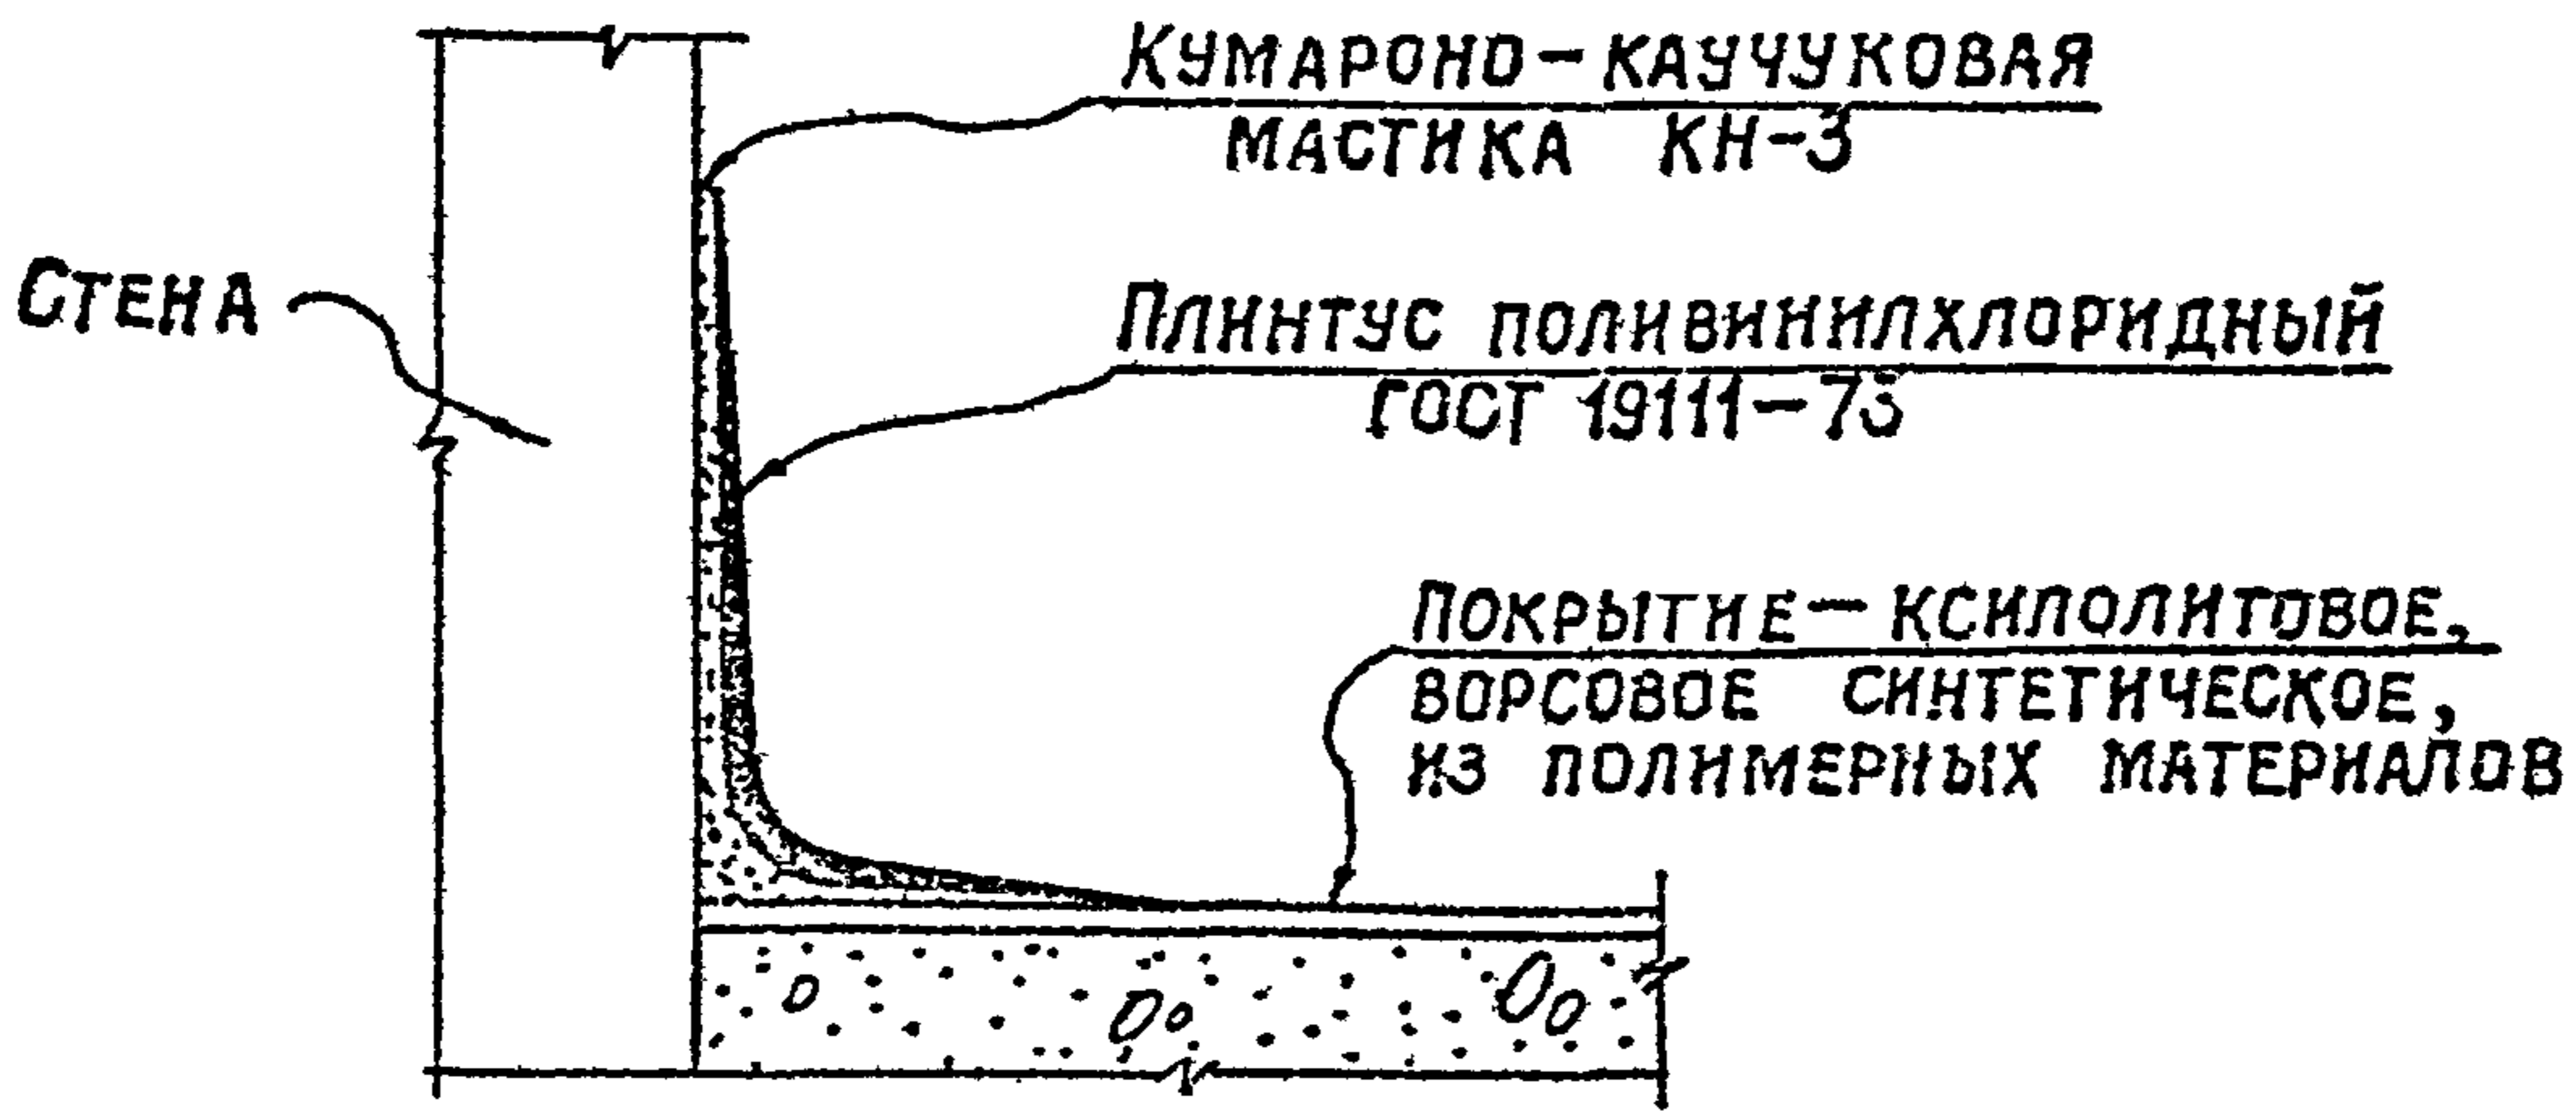 Кумароно-каучуковая
мастика КН-3
Стена
Плинтус поливинилхлоридный
ГОСТ 19111-73
Покрытие - ксилолитовое,
ворсовое синтетическое,
из полимерных материалов